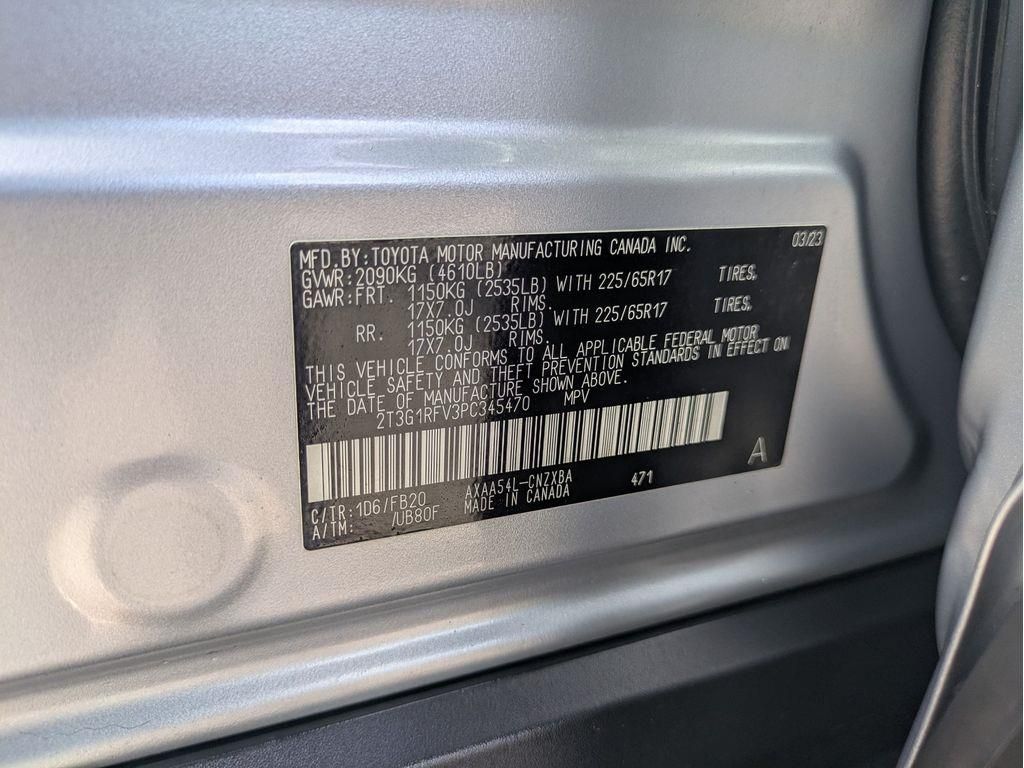 MFD.BY:TOYOTA MOTOR MANUFACTURING CANADA INC. 03/23
GVWR:2090KG (4610LB)
GAWR:FRT. 1150KG (2535LB) WITH 225/65R17 TIRES,
17X7.0J RIMS.
RR. 1150KG (2535LB) WITH 225/65R17 TIRES,
17X7.0J RIMS.
THIS VEHICLE CONFORMS TO ALL APPLICABLE FEDERAL MOTOR
VEHICLE SAFETY AND THEFT PREVENTION STANDARDS IN EFFECT ON
THE DATE OF MANUFACTURE SHOWN ABOVE.
2T3G1RFV3PC345470 MPV
A
C/TR:1D6/FB20 AXAA54L-CNZXBA 471
A/TM: /UB80F MADE IN CANADA